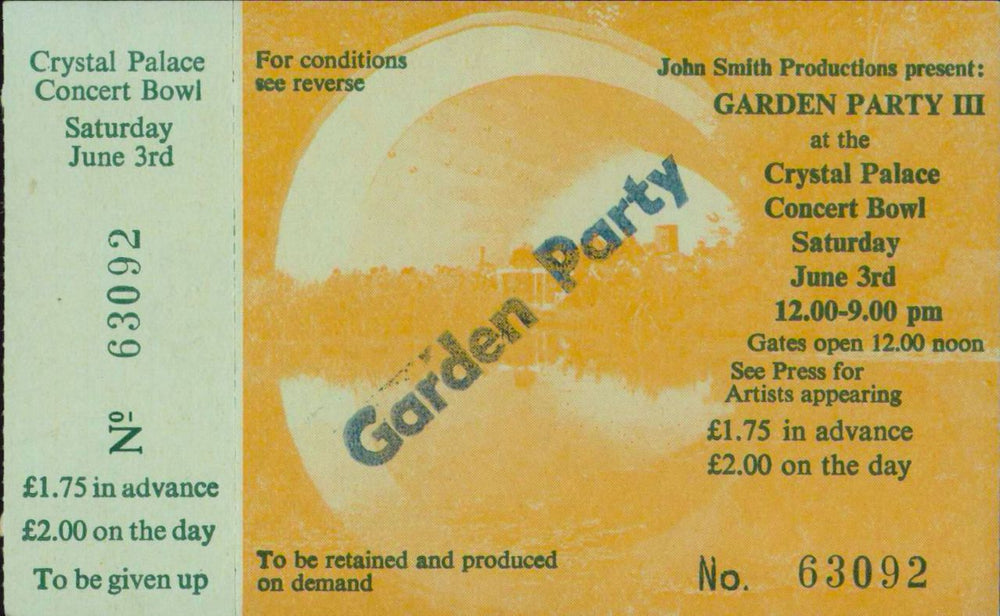 Crystal Palace
Concert Bowl
Saturday
June 3rd
Nº 63092
£1.75 in advance
£2.00 on the day
To be given up
For conditions
see reverse
John Smith Productions present:
GARDEN PARTY III
at the
Crystal Palace
Concert Bowl
Saturday
June 3rd
12.00-9.00 pm
Gates open 12.00 noon
See Press for
Artists appearing
£1.75 in advance
£2.00 on the day
Garden Party
To be retained and produced
on demand
No. 63092